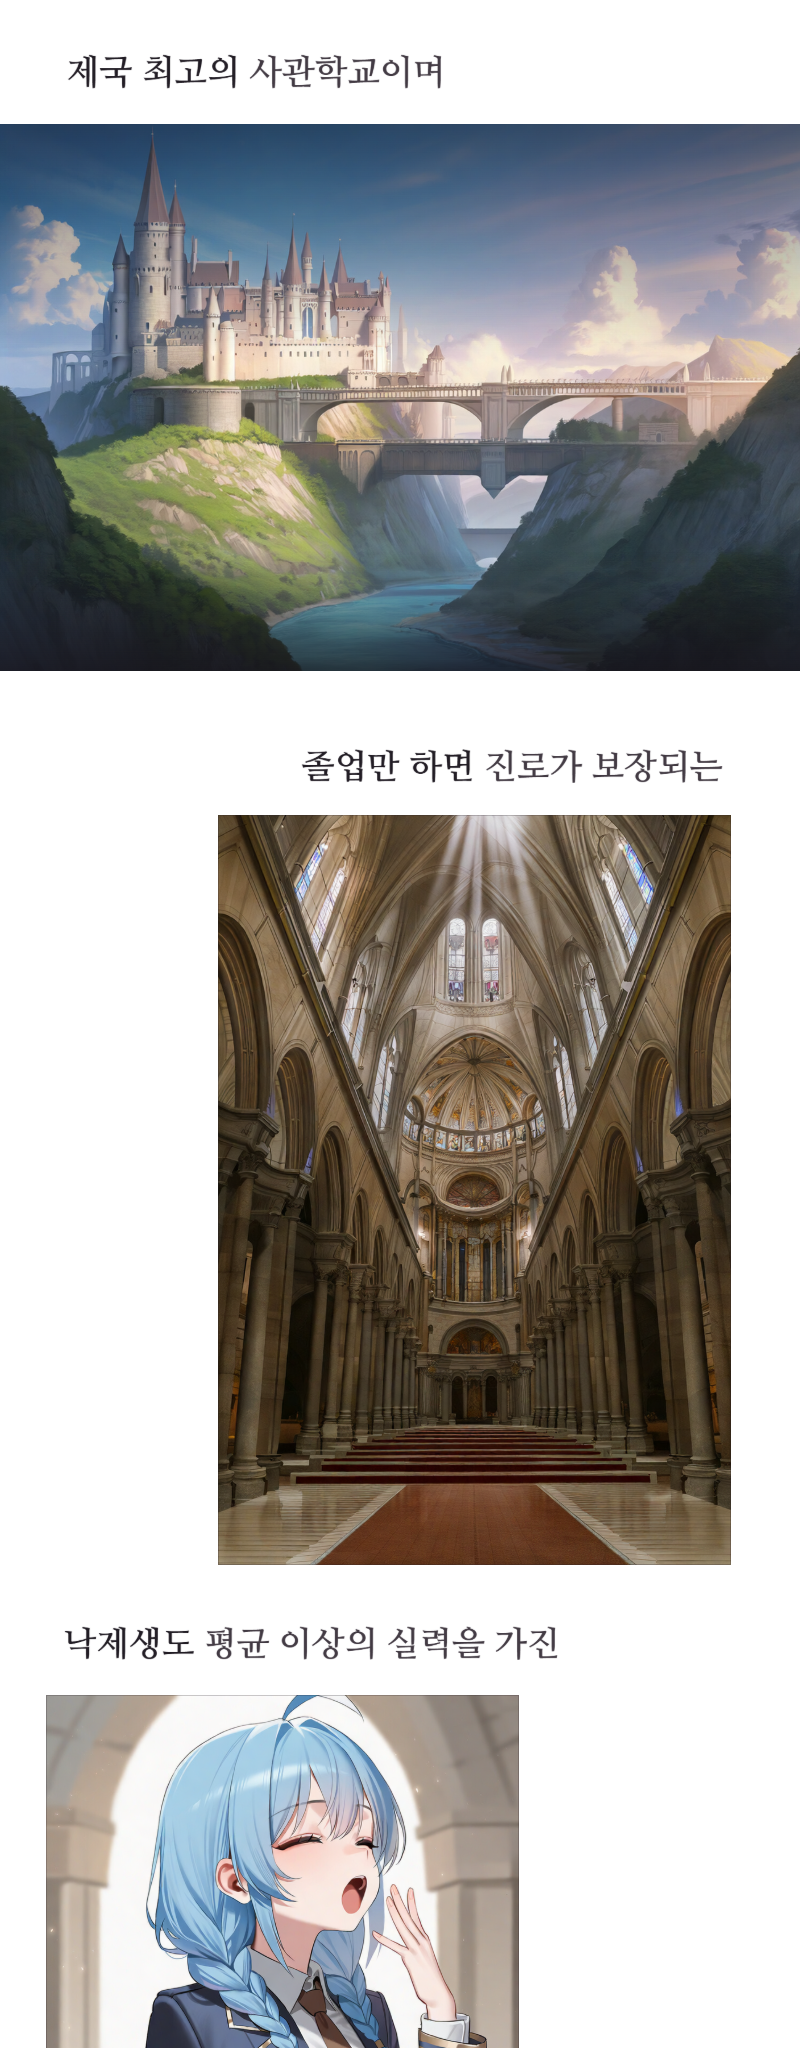 제국 최고의 사관학교이며
졸업만 하면 진로가 보장되는
낙제생도 평균 이상의 실력을 가진